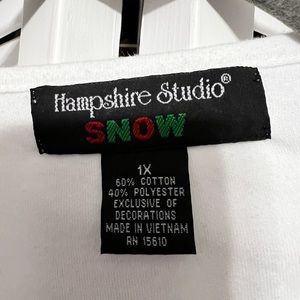 Hampshire Studio®
SNOW
1X
60% COTTON
40% POLYESTER
EXCLUSIVE OF
DECORATIONS
MADE IN VIETNAM
RN 15610